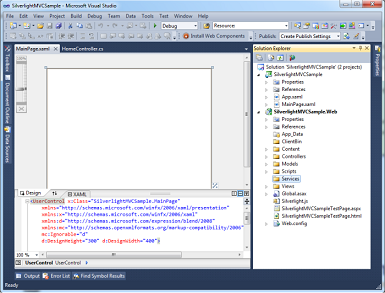 SilverlightMVCSample - Microsoft Visual Studio
File Edit View Project Build Debug Team Data Tools Test Window Help
Debug
Resource
Install Web Components
Publish: Create Publish Settings
MainPage.xaml
HomeController.cs
Toolbox
Document Outline
Data Sources
Design
XAML
<UserControl x:Class="SilverlightMVCSample.MainPage"
xmlns="http://schemas.microsoft.com/winfx/2006/xaml/presentation"
xmlns:x="http://schemas.microsoft.com/winfx/2006/xaml"
xmlns:d="http://schemas.microsoft.com/expression/blend/2008"
xmlns:mc="http://schemas.openxmlformats.org/markup-compatibility/2006"
mc:Ignorable="d"
d:DesignHeight="300" d:DesignWidth="400">
100 %
UserControl UserControl
Output
Error List
Find Symbol Results
Solution Explorer
Solution 'SilverlightMVCSample' (2 projects)
SilverlightMVCSample
Properties
References
App.xaml
MainPage.xaml
SilverlightMVCSample.Web
Properties
References
App_Data
ClientBin
Content
Controllers
Models
Scripts
Services
Views
Global.asax
Silverlight.js
SilverlightMVCSampleTestPage.aspx
SilverlightMVCSampleTestPage.html
Web.config
Properties